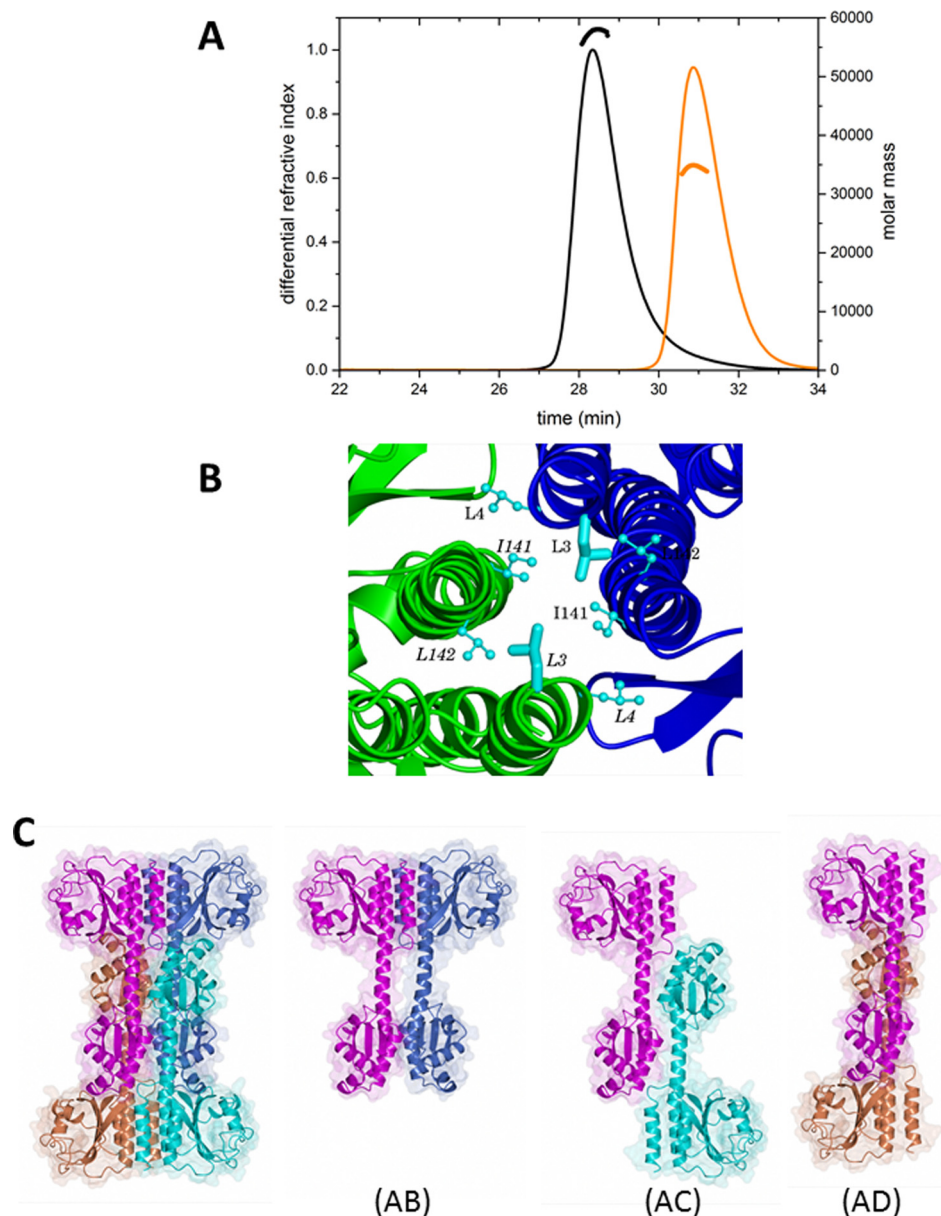 A
differential refractive index
1.0
0.8
0.6
0.4
0.2
0.0
60000
50000
40000
30000
20000
10000
0
molar mass
22 24 26 28 30 32 34
time (min)
B
L4
I141
L3
I141
L142
L3
L4
C
(AB) (AC) (AD)